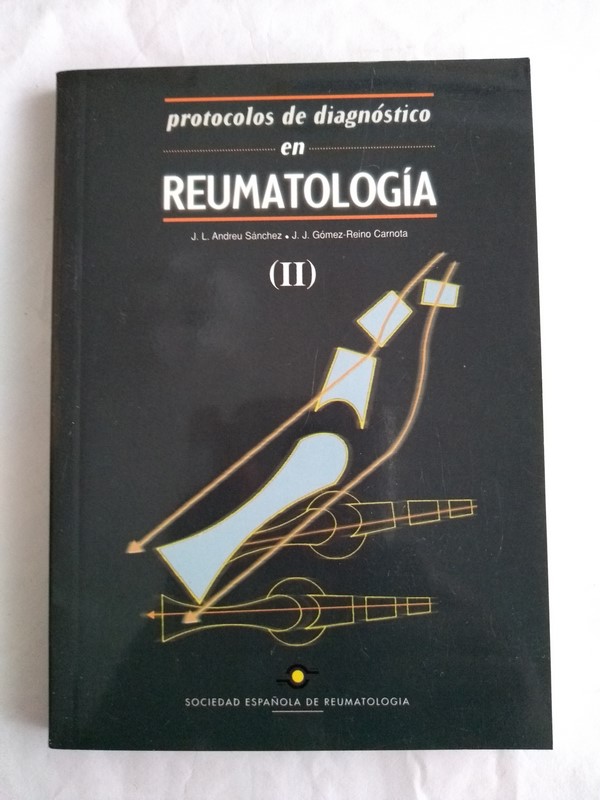 protocolos de diagnóstico
en
REUMATOLOGÍA
J. L. Andreu Sánchez • J. J. Gómez-Reino Carnota
(II)
SOCIEDAD ESPAÑOLA DE REUMATOLOGIA